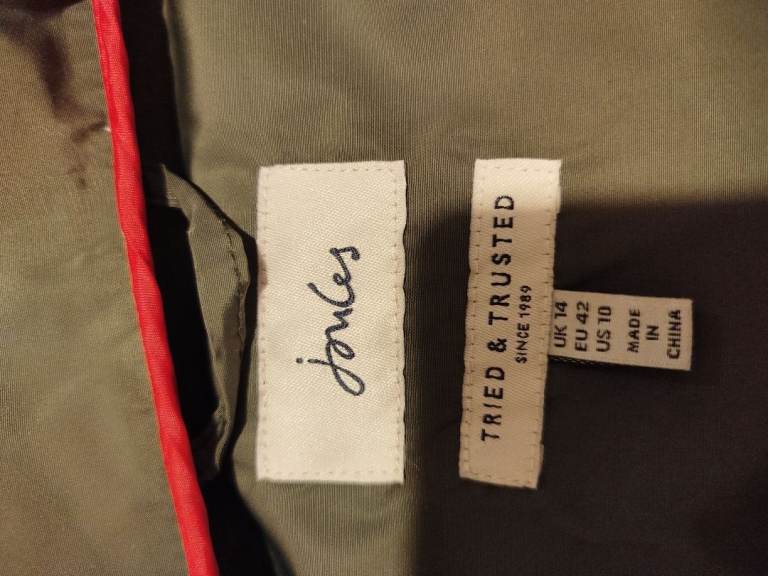 joules
TRIED & TRUSTED
SINCE 1989
UK 14
EU 42
US 10
MADE
IN
CHINA